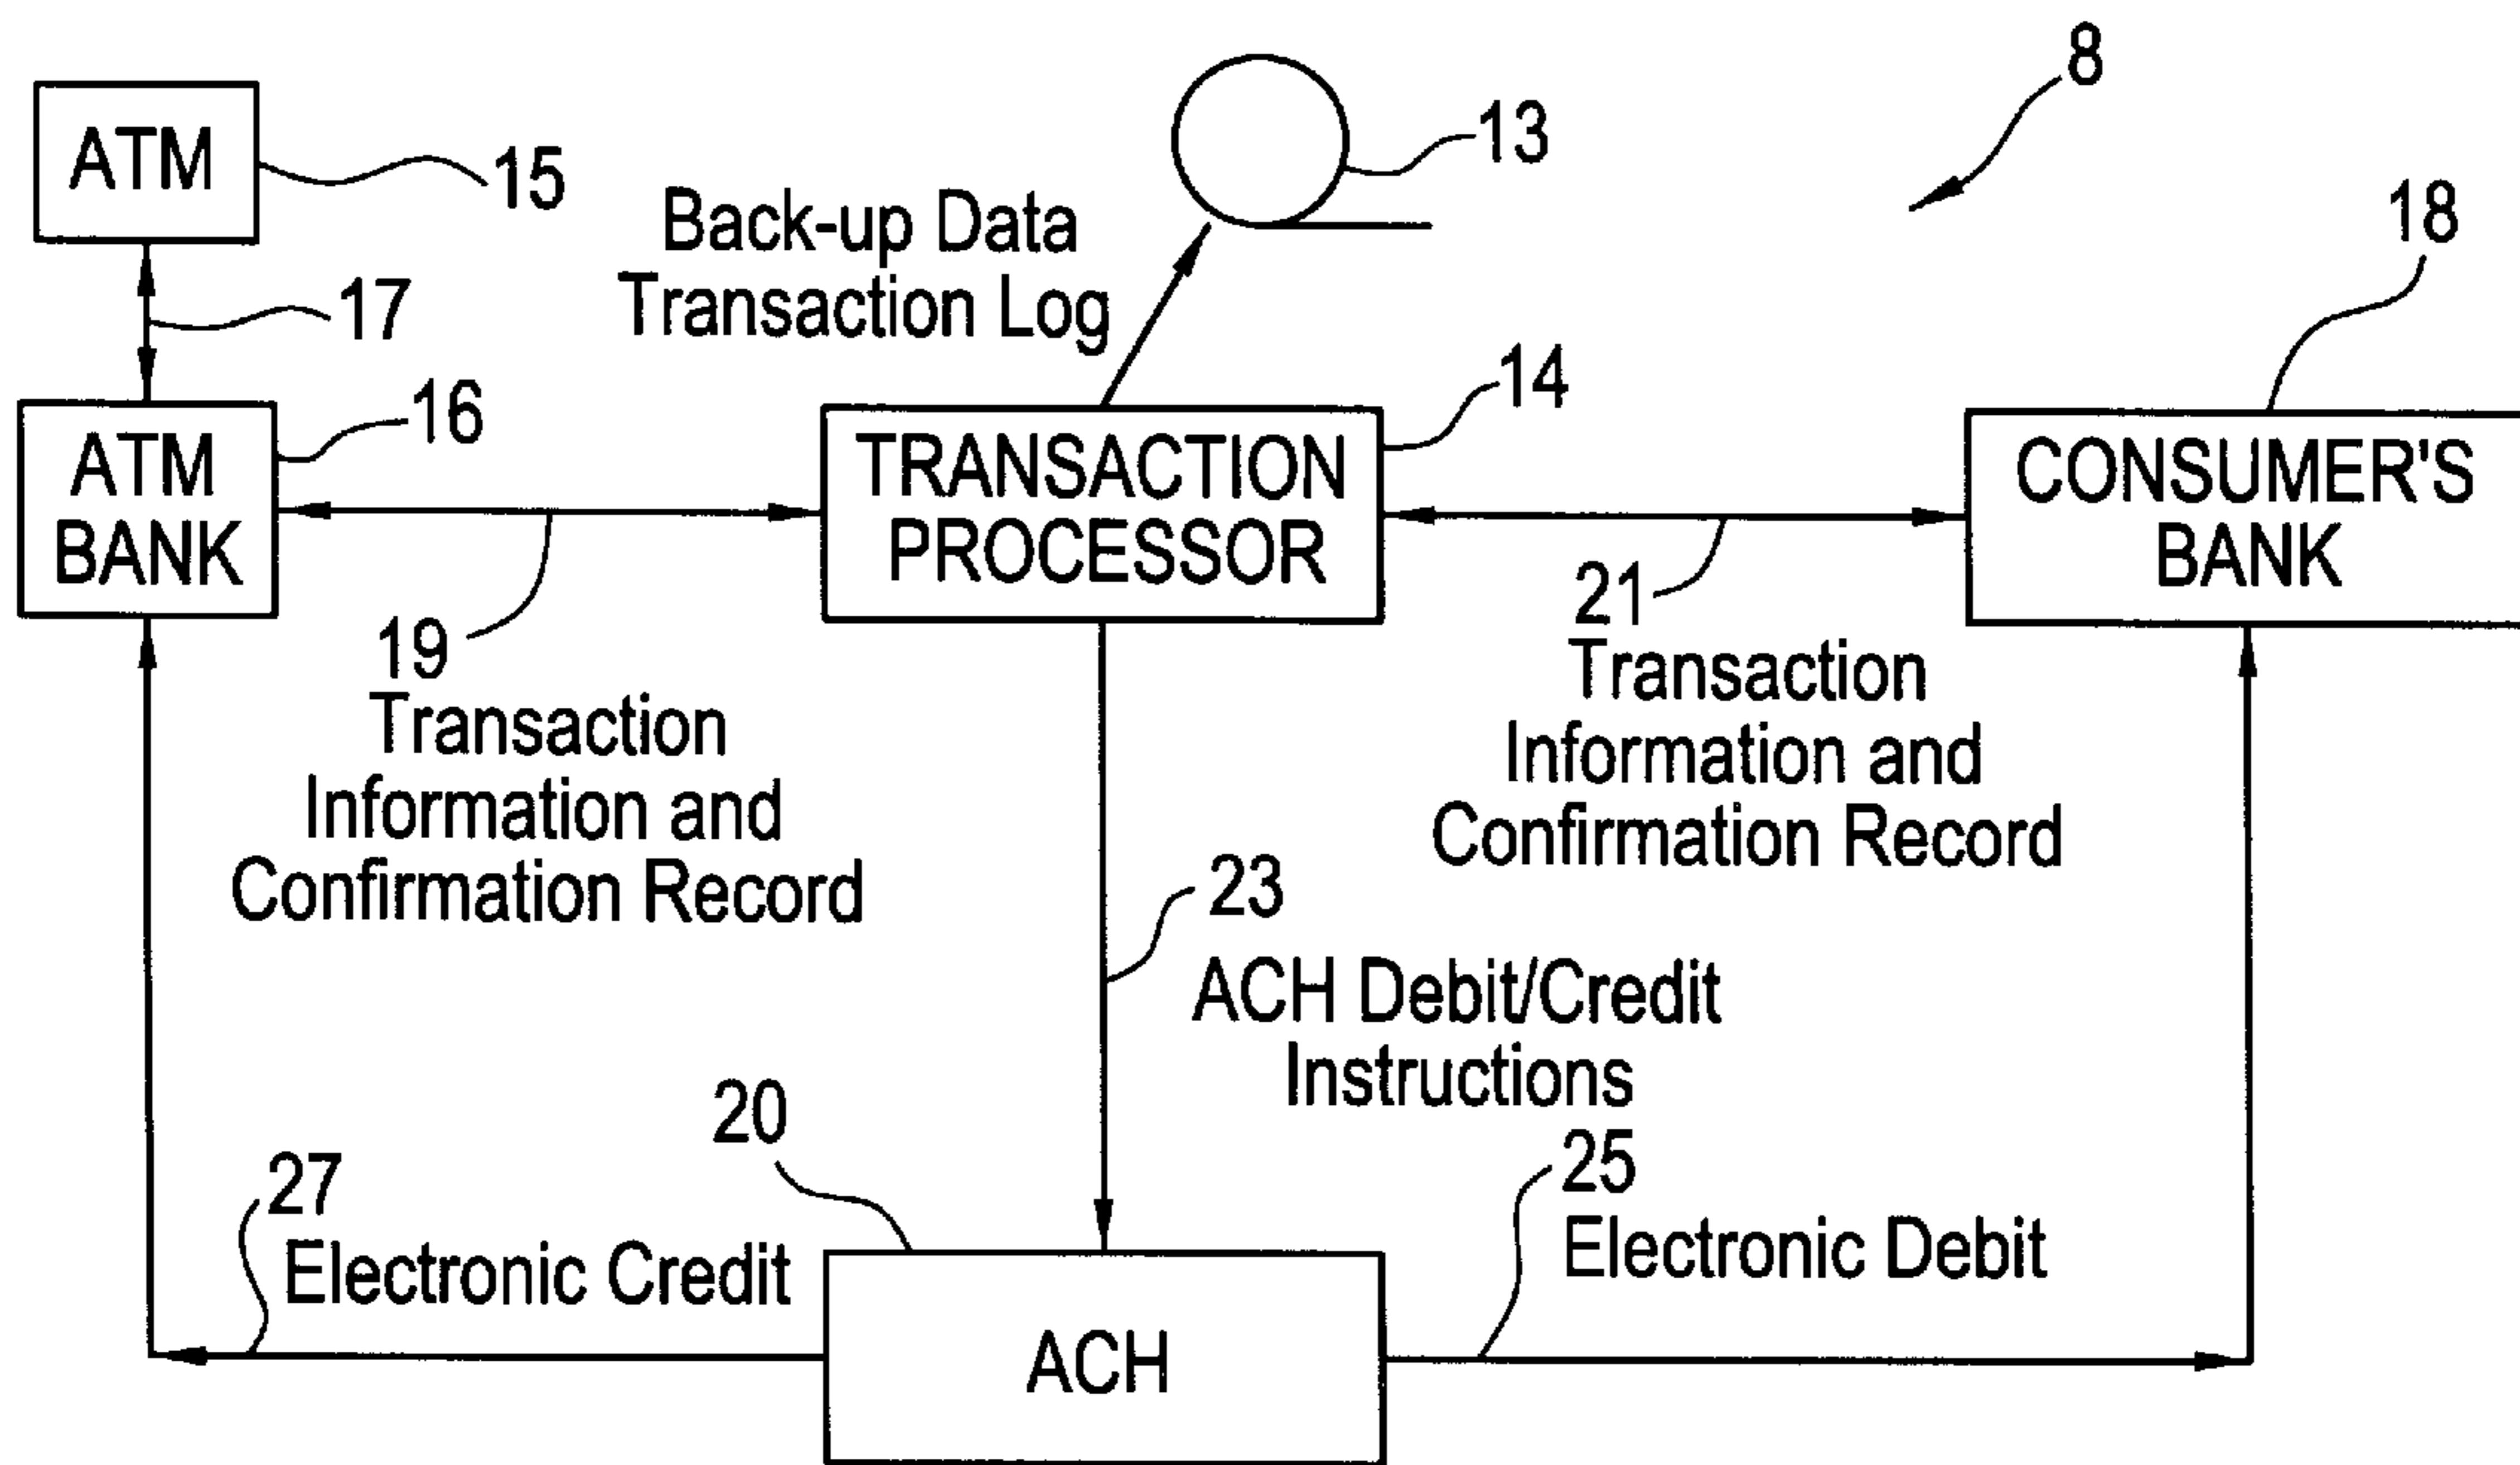 8
ATM
15
13
Back-up Data
Transaction Log
17
18
16
14
ATM
BANK
TRANSACTION
PROCESSOR
CONSUMER'S
BANK
19
Transaction
Information and
Confirmation Record
21
Transaction
Information and
Confirmation Record
23
ACH Debit/Credit
Instructions
20
27
Electronic Credit
25
Electronic Debit
ACH